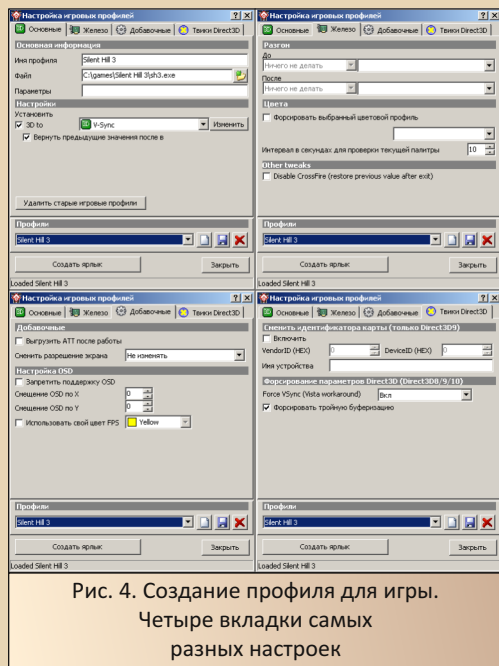 Настройка игровых профилей
Основные Железо Добавочные Твики Direct3D
Основная информация
Имя профиля Silent Hill 3
Файл C:\games\Silent Hill 3\sh3.exe
Параметры
Настройки
Установить
3D to V-Sync Изменить
Вернуть предыдущие значения после в
Удалить старые игровые профили
Профили
Silent Hill 3
Создать ярлык Закрыть
Loaded Silent Hill 3
Настройка игровых профилей
Основные Железо Добавочные Твики Direct3D
Разгон
До
Ничего не делать
После
Ничего не делать
Цвета
Форсировать выбранный цветовой профиль
Интервал в секундах для проверки текущей палитры 10
Other tweaks
Disable CrossFire (restore previous value after exit)
Профили
Silent Hill 3
Создать ярлык Закрыть
Loaded Silent Hill 3
Настройка игровых профилей
Основные Железо Добавочные Твики Direct3D
Добавочные
Выгрузить ATT после работы
Сменить разрешение экрана Не изменять
Настройка OSD
Запретить поддержку OSD
Смещение OSD по X 0
Смещение OSD по Y 0
Использовать свой цвет FPS Yellow
Профили
Silent Hill 3
Создать ярлык Закрыть
Loaded Silent Hill 3
Настройка игровых профилей
Основные Железо Добавочные Твики Direct3D
Сменить идентификатора карты (только Direct3D9)
Включить
VendorID (HEX) 0 DeviceID (HEX) 0
Имя устройства
Форсирование параметров Direct3D (Direct3D8/9/10)
Force VSync (Vista workaround) Вкл
Форсировать тройную буферизацию
Профили
Silent Hill 3
Создать ярлык Закрыть
Loaded Silent Hill 3
Рис. 4. Создание профиля для игры.
Четыре вкладки самых
разных настроек